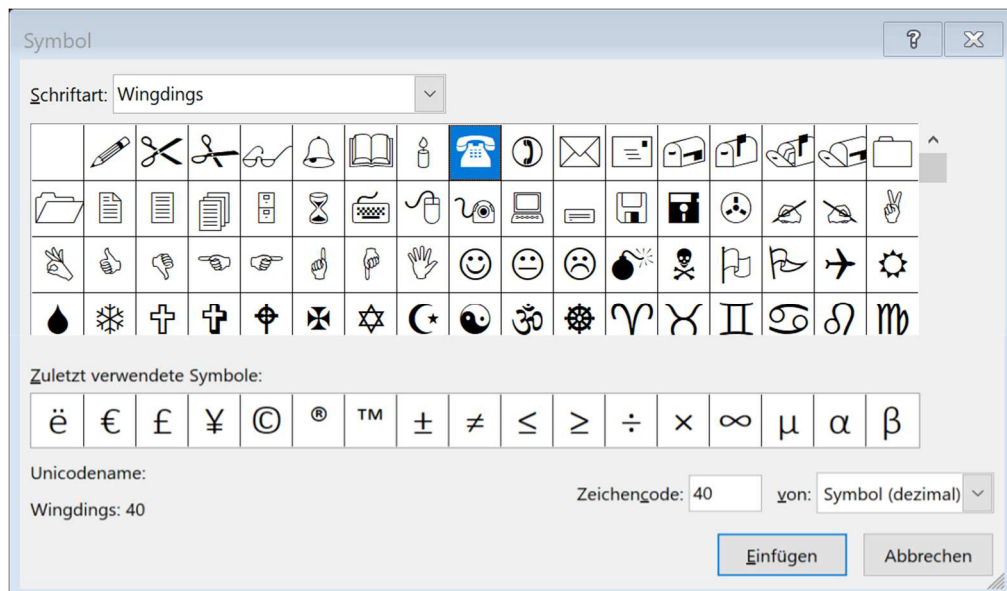 Symbol
Schriftart: Wingdings
Zuletzt verwendete Symbole:
ë € £ ¥ © ® ™ ± ≠ ≤ ≥ ÷ × ∞ µ α β
Unicodename:
Wingdings: 40
Zeichencode: 40 von: Symbol (dezimal)
Einfügen Abbrechen